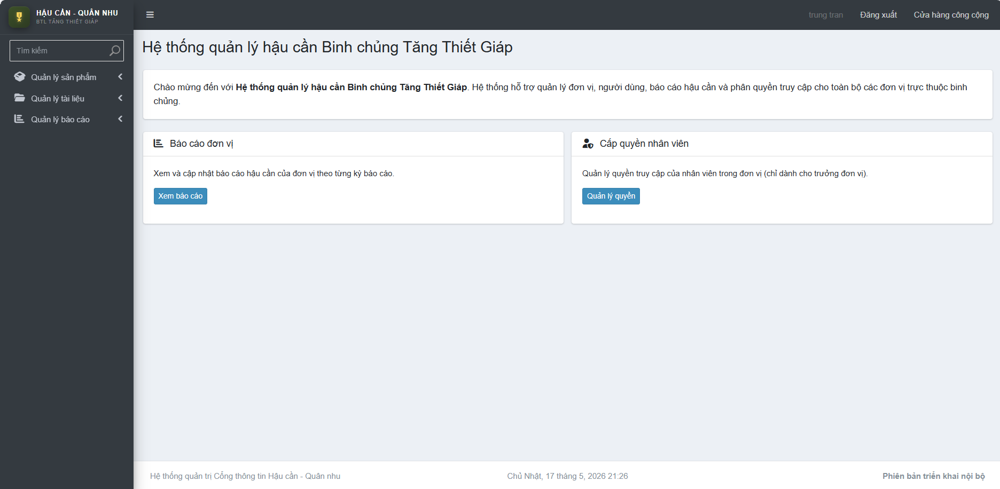 HẬU CẦN - QUÂN NHU
BTL TĂNG THIẾT GIÁP
trung tran
Đăng xuất
Cửa hàng công cộng
Tìm kiếm
Quản lý sản phẩm
Quản lý tài liệu
Quản lý báo cáo
Hệ thống quản lý hậu cần Binh chủng Tăng Thiết Giáp
Chào mừng đến với Hệ thống quản lý hậu cần Binh chủng Tăng Thiết Giáp. Hệ thống hỗ trợ quản lý đơn vị, người dùng, báo cáo hậu cần và phân quyền truy cập cho toàn bộ các đơn vị trực thuộc binh
chủng.
Báo cáo đơn vị
Xem và cập nhật báo cáo hậu cần của đơn vị theo từng kỳ báo cáo.
Xem báo cáo
Cấp quyền nhân viên
Quản lý quyền truy cập của nhân viên trong đơn vị (chỉ dành cho trưởng đơn vị).
Quản lý quyền
Hệ thống quản trị Cổng thông tin Hậu cần - Quân nhu
Chủ Nhật, 17 tháng 5, 2026 21:26
Phiên bản triển khai nội bộ